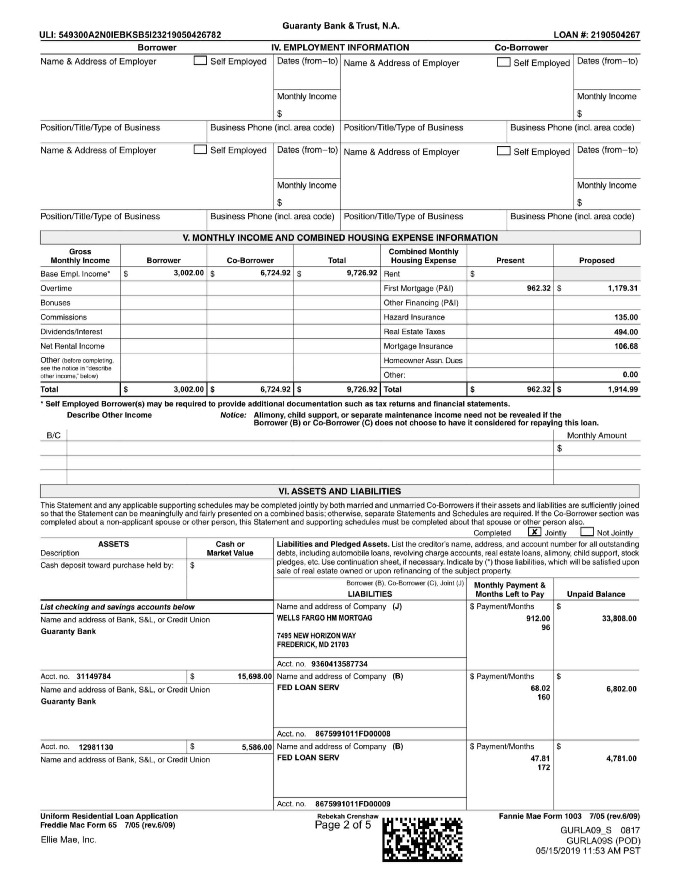 Guaranty Bank & Trust, N.A.
ULI: 549300A2N0IEBKSB5I23219050426782 LOAN #: 2190504267
Borrower IV. EMPLOYMENT INFORMATION Co-Borrower
Name & Address of Employer Self Employed Dates (from–to) Name & Address of Employer Self Employed Dates (from–to)
Monthly Income Monthly Income
$ $
Position/Title/Type of Business Business Phone (incl. area code) Position/Title/Type of Business Business Phone (incl. area code)
Name & Address of Employer Self Employed Dates (from–to) Name & Address of Employer Self Employed Dates (from–to)
Monthly Income Monthly Income
$ $
Position/Title/Type of Business Business Phone (incl. area code) Position/Title/Type of Business Business Phone (incl. area code)
V. MONTHLY INCOME AND COMBINED HOUSING EXPENSE INFORMATION
Gross Combined Monthly
Monthly Income Borrower Co-Borrower Total Housing Expense Present Proposed
Base Empl. Income* $ 3,002.00 $ 6,724.92 $ 9,726.92 Rent $
Overtime First Mortgage (P&I) 962.32 $ 1,179.31
Bonuses Other Financing (P&I)
Commissions Hazard Insurance 135.00
Dividends/Interest Real Estate Taxes 494.00
Net Rental Income Mortgage Insurance 106.68
Other (before completing, Homeowner Assn. Dues
see the notice in "describe
other income," below) Other: 0.00
Total $ 3,002.00 $ 6,724.92 $ 9,726.92 Total $ 962.32 $ 1,914.99
* Self Employed Borrower(s) may be required to provide additional documentation such as tax returns and financial statements.
Describe Other Income Notice: Alimony, child support, or separate maintenance income need not be revealed if the
Borrower (B) or Co-Borrower (C) does not choose to have it considered for repaying this loan.
B/C Monthly Amount
$
VI. ASSETS AND LIABILITIES
This Statement and any applicable supporting schedules may be completed jointly by both married and unmarried Co-Borrowers if their assets and liabilities are sufficiently joined
so that the Statement can be meaningfully and fairly presented on a combined basis; otherwise, separate Statements and Schedules are required. If the Co-Borrower section was
completed about a non-applicant spouse or other person, this Statement and supporting schedules must be completed about that spouse or other person also.
Completed X Jointly Not Jointly
ASSETS Cash or Liabilities and Pledged Assets. List the creditor's name, address, and account number for all outstanding
Description Market Value debts, including automobile loans, revolving charge accounts, real estate loans, alimony, child support, stock
Cash deposit toward purchase held by: $ pledges, etc. Use continuation sheet, if necessary. Indicate by (*) those liabilities, which will be satisfied upon
sale of real estate owned or upon refinancing of the subject property.
Borrower (B), Co-Borrower (C), Joint (J) Monthly Payment &
LIABILITIES Months Left to Pay Unpaid Balance
List checking and savings accounts below Name and address of Company (J) $ Payment/Months $
Name and address of Bank, S&L, or Credit Union WELLS FARGO HM MORTGAG 912.00 33,808.00
Guaranty Bank 96
7495 NEW HORIZON WAY
FREDERICK, MD 21703
Acct. no. 9360413587734
Acct. no. 31149784 $ 15,698.00 Name and address of Company (B) $ Payment/Months $
Name and address of Bank, S&L, or Credit Union FED LOAN SERV 68.02 6,802.00
Guaranty Bank 160
Acct. no. 8675991011FD00008
Acct. no. 12981130 $ 5,586.00 Name and address of Company (B) $ Payment/Months $
Name and address of Bank, S&L, or Credit Union FED LOAN SERV 47.81 4,781.00
172
Acct. no. 8675991011FD00009
Uniform Residential Loan Application Rebekah Crenshaw Fannie Mae Form 1003 7/05 (rev.6/09)
Freddie Mac Form 65 7/05 (rev.6/09) Page 2 of 5
GURLA09_S 0817
Ellie Mae, Inc. GURLA09S (POD)
05/15/2019 11:53 AM PST